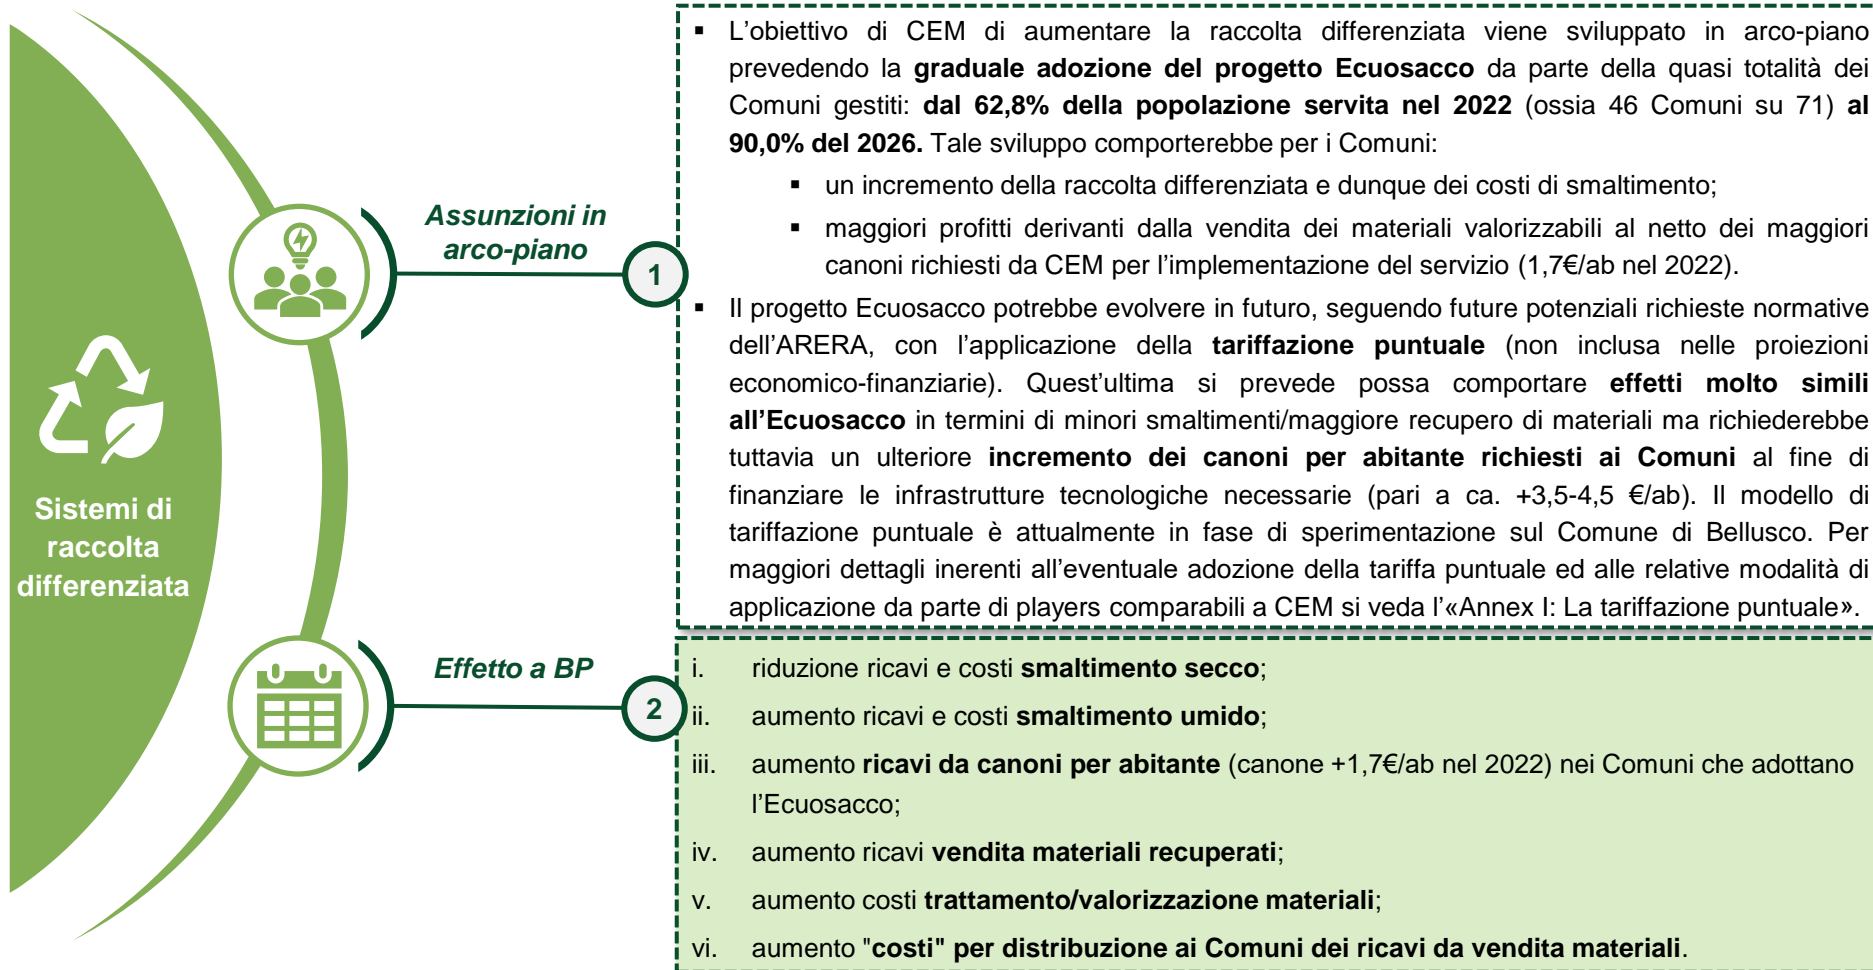 Sistemi di
raccolta
differenziata
Assunzioni in
arco-piano
1
▪ L’obiettivo di CEM di aumentare la raccolta differenziata viene sviluppato in arco-piano
prevedendo la graduale adozione del progetto Ecuosacco da parte della quasi totalità dei
Comuni gestiti: dal 62,8% della popolazione servita nel 2022 (ossia 46 Comuni su 71) al
90,0% del 2026. Tale sviluppo comporterebbe per i Comuni:
▪ un incremento della raccolta differenziata e dunque dei costi di smaltimento;
▪ maggiori profitti derivanti dalla vendita dei materiali valorizzabili al netto dei maggiori
canoni richiesti da CEM per l’implementazione del servizio (1,7€/ab nel 2022).
▪ Il progetto Ecuosacco potrebbe evolvere in futuro, seguendo future potenziali richieste normative
dell’ARERA, con l’applicazione della tariffazione puntuale (non inclusa nelle proiezioni
economico-finanziarie). Quest’ultima si prevede possa comportare effetti molto simili
all’Ecuosacco in termini di minori smaltimenti/maggiore recupero di materiali ma richiederebbe
tuttavia un ulteriore incremento dei canoni per abitante richiesti ai Comuni al fine di
finanziare le infrastrutture tecnologiche necessarie (pari a ca. +3,5-4,5 €/ab). Il modello di
tariffazione puntuale è attualmente in fase di sperimentazione sul Comune di Bellusco. Per
maggiori dettagli inerenti all’eventuale adozione della tariffa puntuale ed alle relative modalità di
applicazione da parte di players comparabili a CEM si veda l’«Annex I: La tariffazione puntuale».
Effetto a BP
2
i. riduzione ricavi e costi smaltimento secco;
ii. aumento ricavi e costi smaltimento umido;
iii. aumento ricavi da canoni per abitante (canone +1,7€/ab nel 2022) nei Comuni che adottano
l’Ecuosacco;
iv. aumento ricavi vendita materiali recuperati;
v. aumento costi trattamento/valorizzazione materiali;
vi. aumento "costi" per distribuzione ai Comuni dei ricavi da vendita materiali.